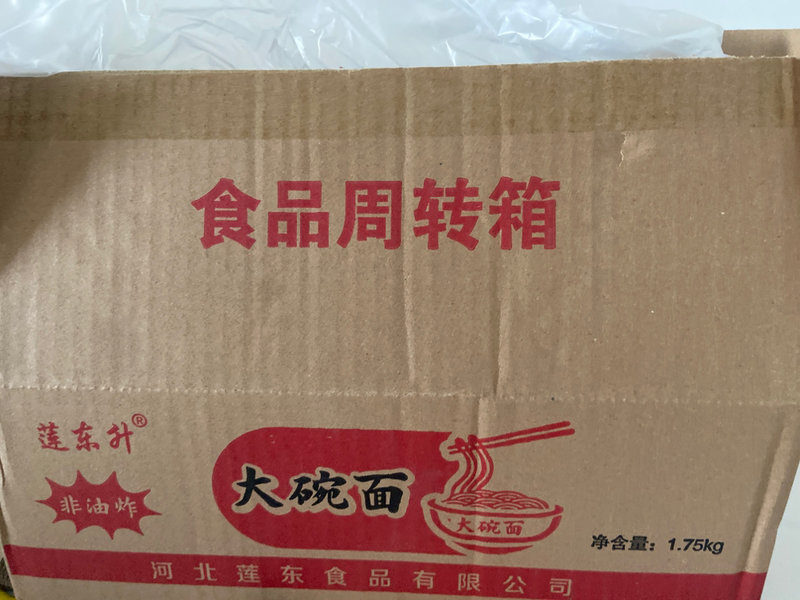 食品周转箱
莲东升®
非油炸
大碗面
大碗面
净含量：1.75kg
河北莲东食品有限公司